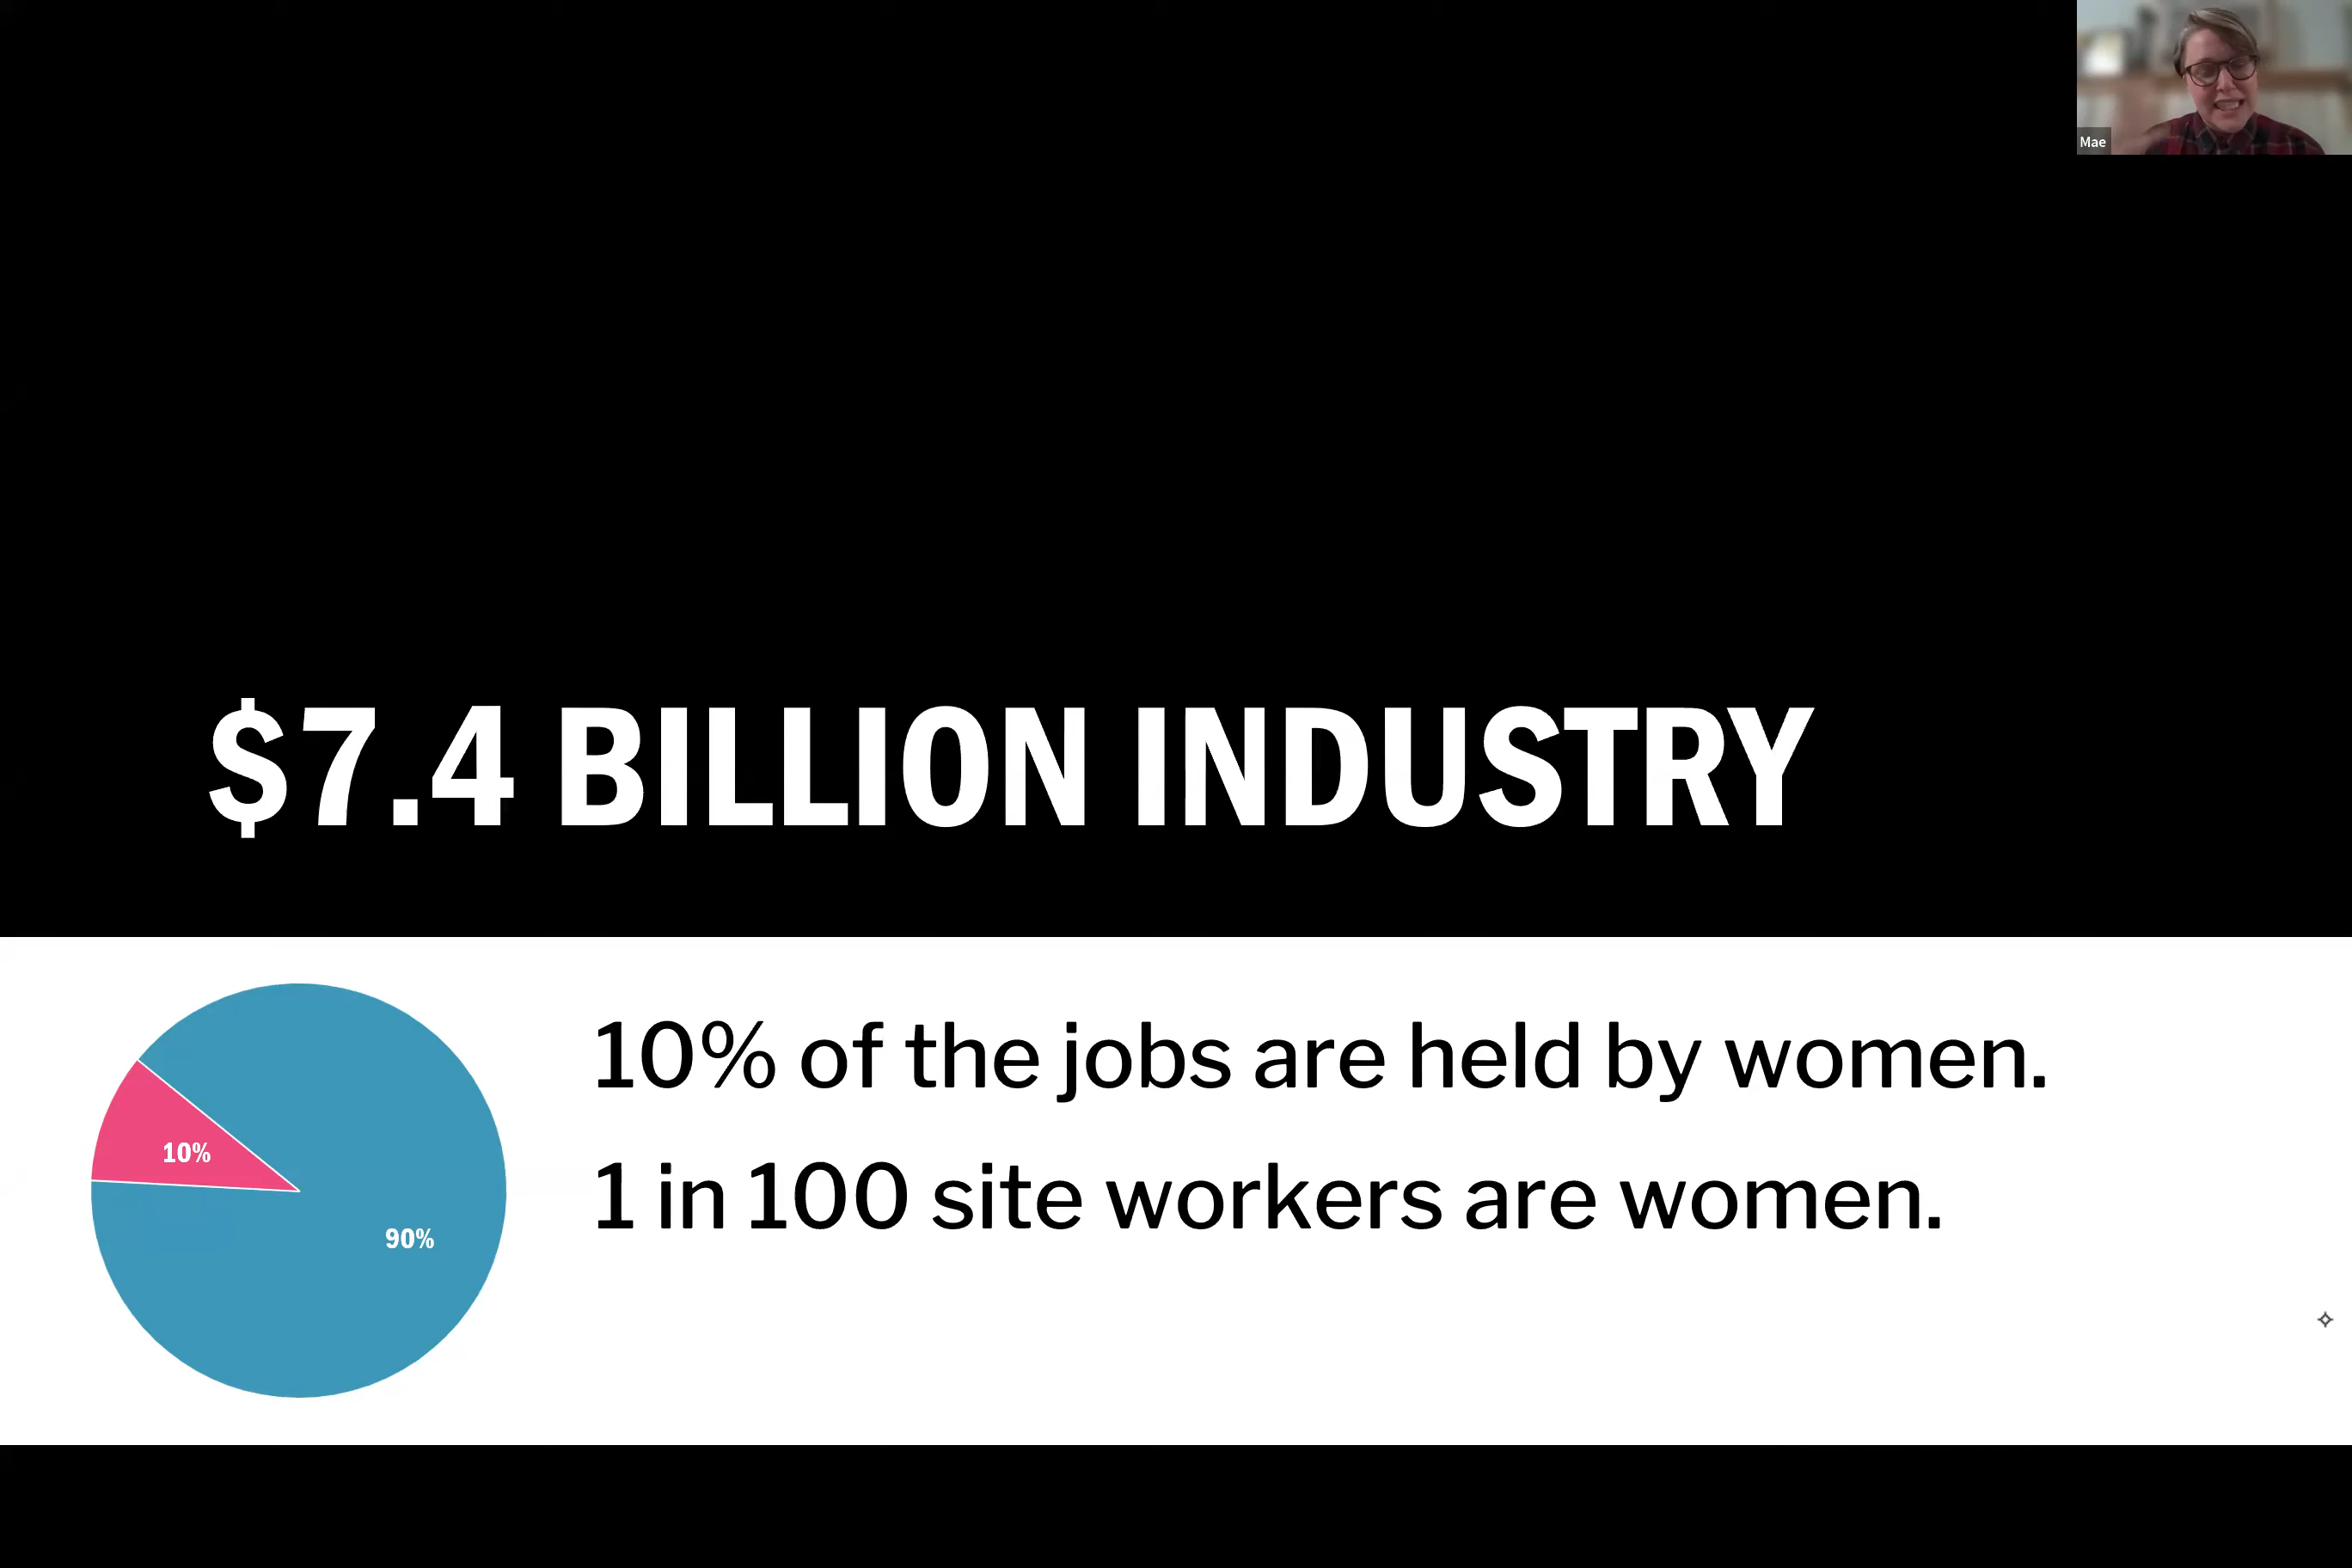 Mae
$7.4 BILLION INDUSTRY
10% of the jobs are held by women.
1 in 100 site workers are women.
10%
90%